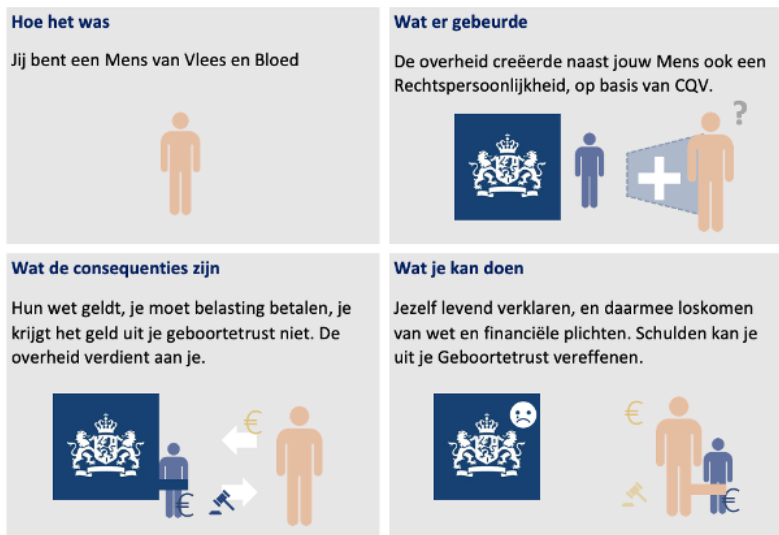 Hoe het was
Jij bent een Mens van Vlees en Bloed
Wat er gebeurde
De overheid creëerde naast jouw Mens ook een
Rechtspersoonlijkheid, op basis van CQV.
?
Wat de consequenties zijn
Hun wet geldt, je moet belasting betalen, je
krijgt het geld uit je geboortetrust niet. De
overheid verdient aan je.
€
€
Wat je kan doen
Jezelf levend verklaren, en daarmee loskomen
van wet en financiële plichten. Schulden kan je
uit je Geboortetrust vereffenen.
€
€